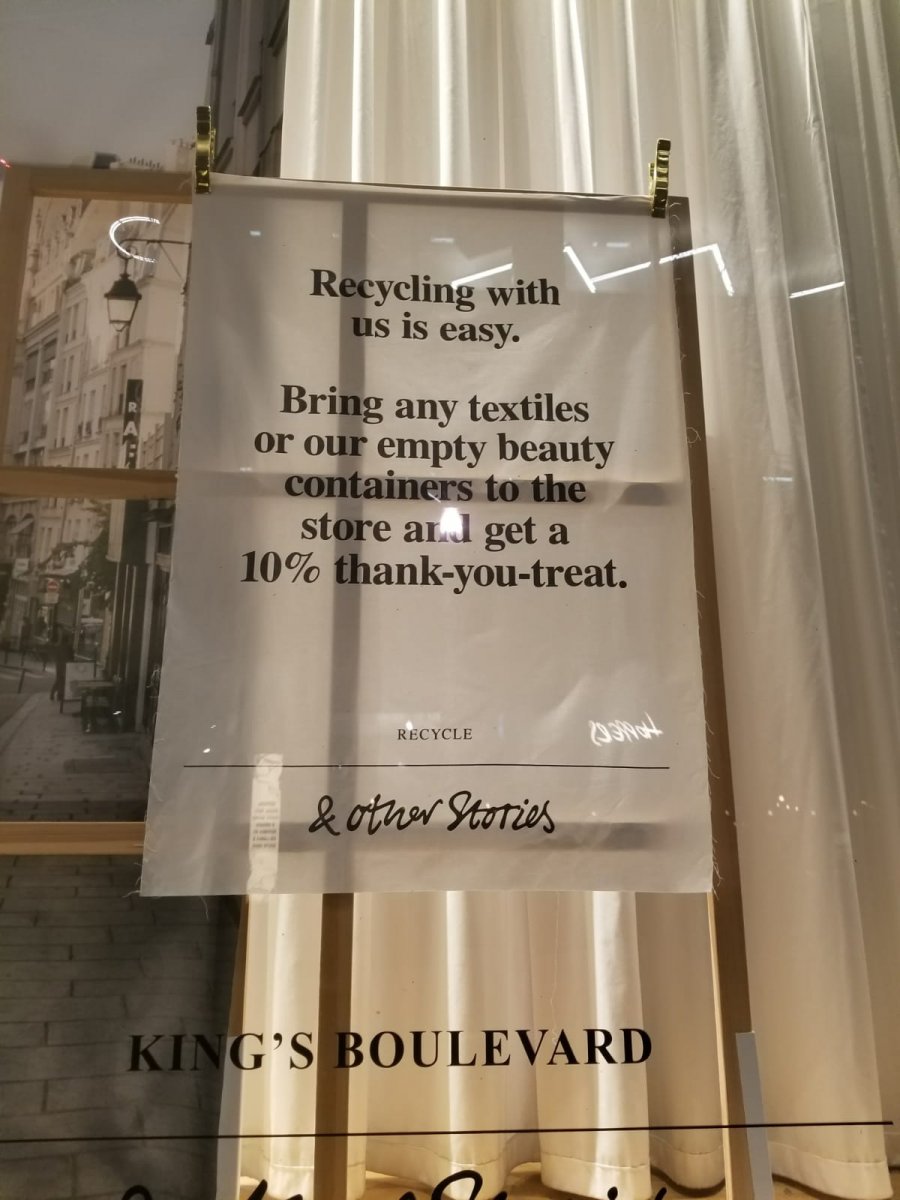 Recycling with
us is easy.
Bring any textiles
or our empty beauty
containers to the
store and get a
10% thank-you-treat.
RECYCLE
& other Stories
KING'S BOULEVARD